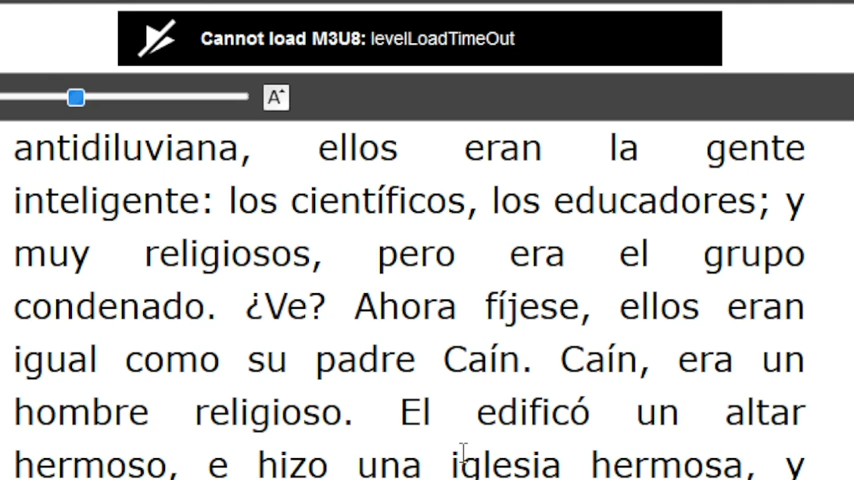 Cannot load M3U8: levelLoadTimeOut
A
antidiluviana, ellos eran la gente
inteligente: los científicos, los educadores; y
muy religiosos, pero era el grupo
condenado. ¿Ve? Ahora fíjese, ellos eran
igual como su padre Caín. Caín, era un
hombre religioso. El edificó un altar
hermoso, e hizo una iglesia hermosa, y